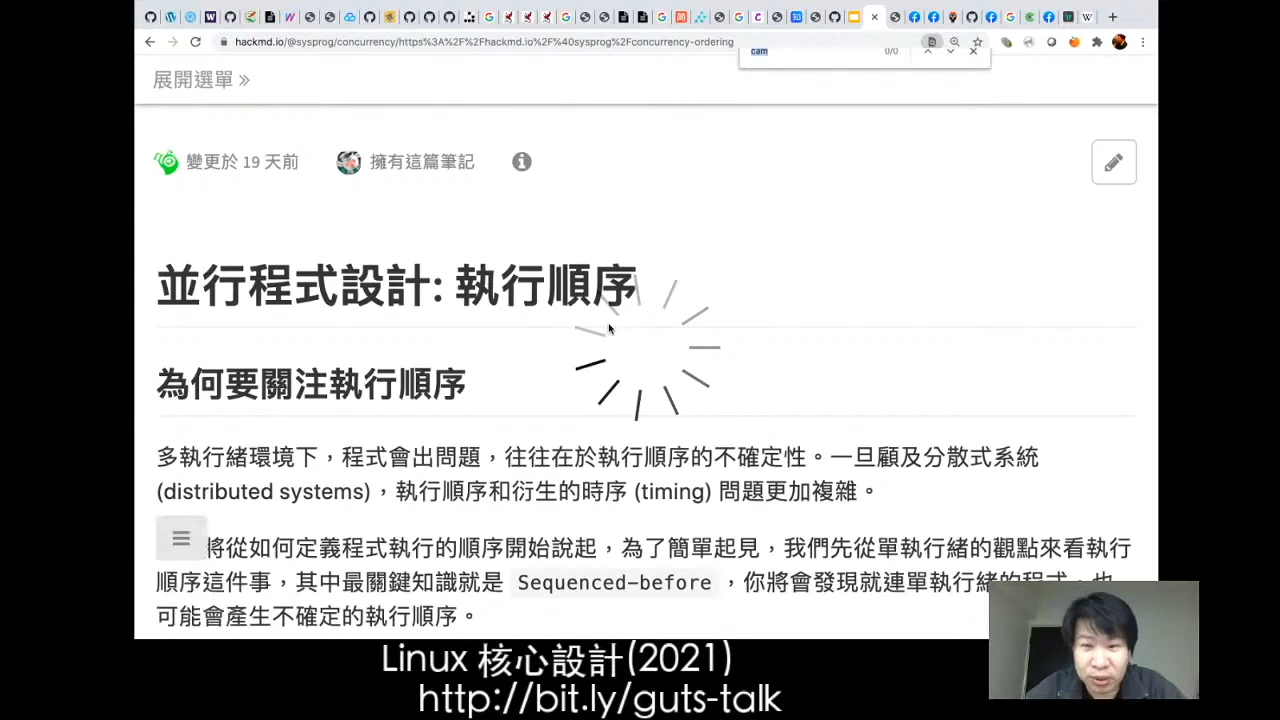 hackmd.io/@sysprog/concurrency/https%3A%2F%2Fhackmd.io%2F%40sysprog%2Fconcurrency-ordering
cam 0/0
展開選單
變更於 19 天前 擁有這篇筆記
並行程式設計: 執行順序
為何要關注執行順序
多執行緒環境下，程式會出問題，往往在於執行順序的不確定性。一旦顧及分散式系統
(distributed systems)，執行順序和衍生的時序 (timing) 問題更加複雜。
將從如何定義程式執行的順序開始說起，為了簡單起見，我們先從單執行緒的觀點來看執行
順序這件事，其中最關鍵知識就是 Sequenced-before ，你將會發現就連單執行緒的程式，也
可能會產生不確定的執行順序。
Linux 核心設計(2021)
http://bit.ly/guts-talk